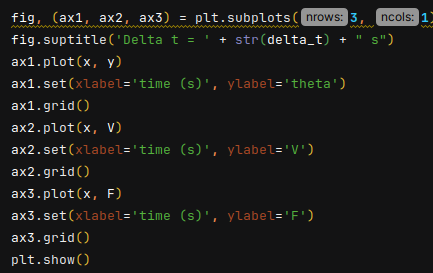 fig, (ax1, ax2, ax3) = plt.subplots( nrows: 3, ncols: 1)
fig.suptitle('Delta t = ' + str(delta_t) + " s")
ax1.plot(x, y)
ax1.set(xlabel='time (s)', ylabel='theta')
ax1.grid()
ax2.plot(x, V)
ax2.set(xlabel='time (s)', ylabel='V')
ax2.grid()
ax3.plot(x, F)
ax3.set(xlabel='time (s)', ylabel='F')
ax3.grid()
plt.show()